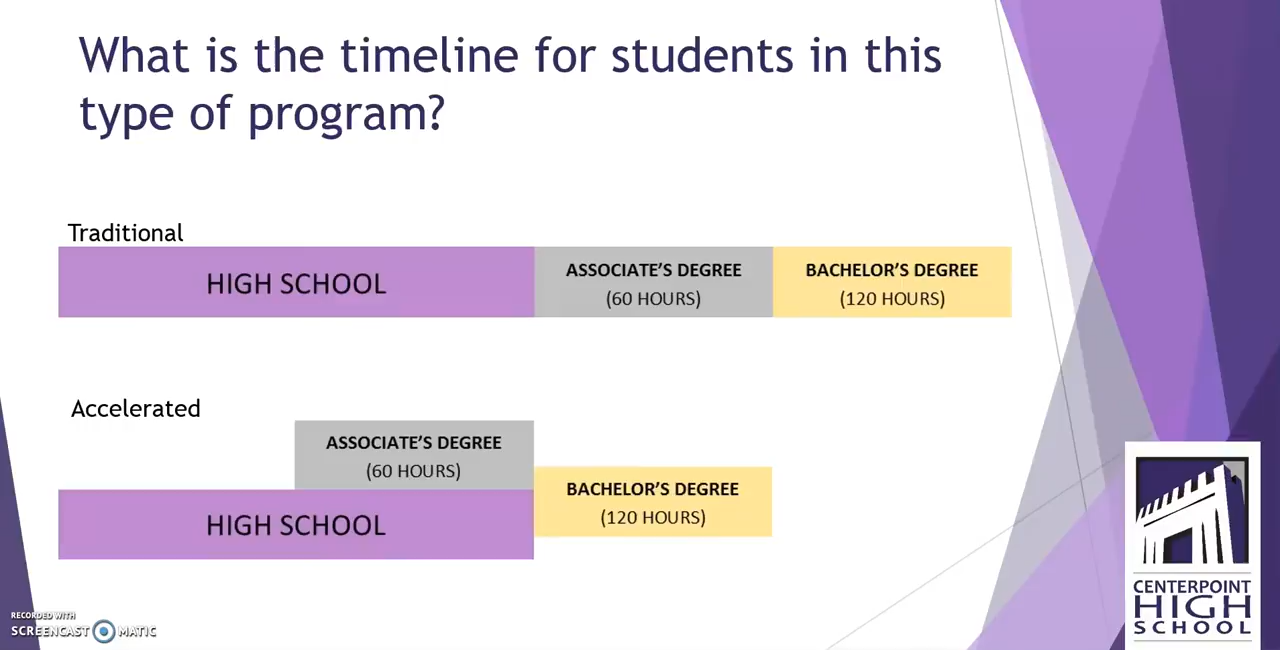 What is the timeline for students in this
type of program?
Traditional
HIGH SCHOOL
ASSOCIATE'S DEGREE
(60 HOURS)
BACHELOR'S DEGREE
(120 HOURS)
Accelerated
ASSOCIATE'S DEGREE
(60 HOURS)
HIGH SCHOOL
BACHELOR'S DEGREE
(120 HOURS)
CENTERPOINT
HIGH
SCHOOL
RECORDED WITH
SCREENCAST MATIC